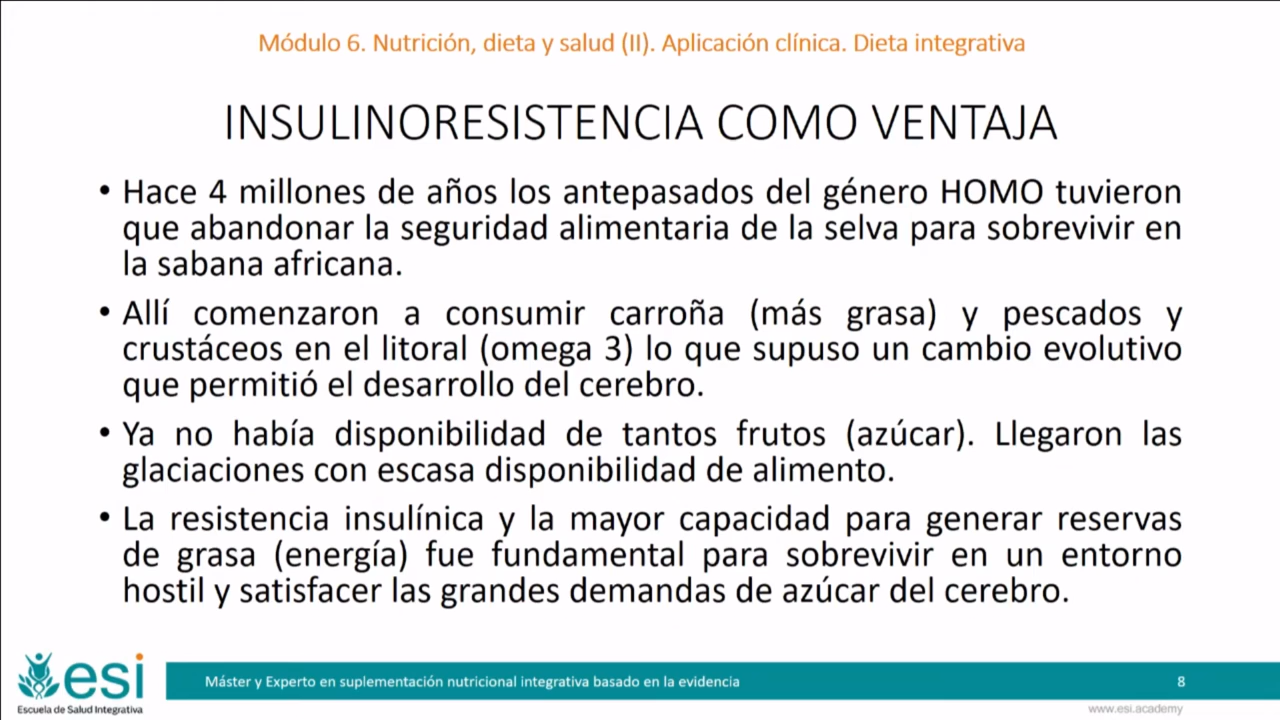 Módulo 6. Nutrición, dieta y salud (II). Aplicación clínica. Dieta integrativa
INSULINORESISTENCIA COMO VENTAJA
• Hace 4 millones de años los antepasados del género HOMO tuvieron
que abandonar la seguridad alimentaria de la selva para sobrevivir en
la sabana africana.
• Allí comenzaron a consumir carroña (más grasa) y pescados y
crustáceos en el litoral (omega 3) lo que supuso un cambio evolutivo
que permitió el desarrollo del cerebro.
• Ya no había disponibilidad de tantos frutos (azúcar). Llegaron las
glaciaciones con escasa disponibilidad de alimento.
• La resistencia insulínica y la mayor capacidad para generar reservas
de grasa (energía) fue fundamental para sobrevivir en un entorno
hostil y satisfacer las grandes demandas de azúcar del cerebro.
esi
Escuela de Salud Integrativa
Máster y Experto en suplementación nutricional integrativa basado en la evidencia
8
www.esi.academy